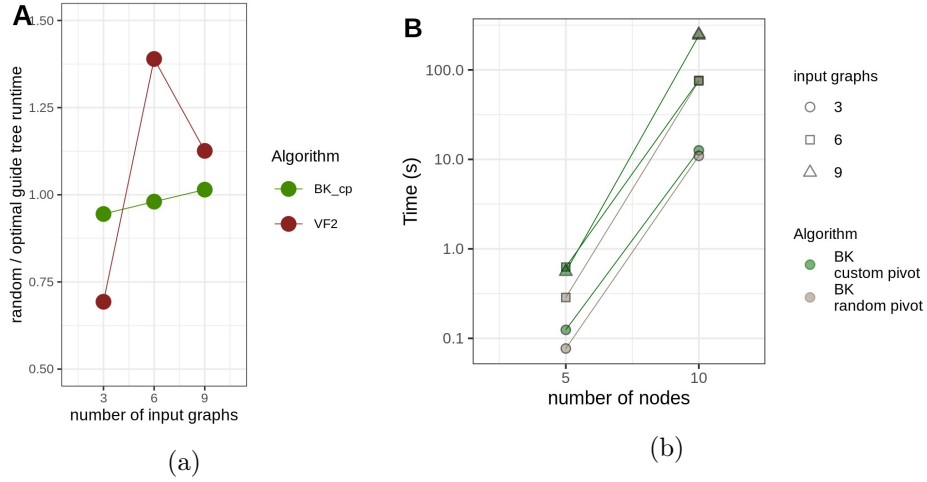 A
1.50
1.25
1.00
0.75
0.50
random / optimal guide tree runtime
3 6 9
number of input graphs
Algorithm
BK_cp
VF2
(a)
B
100.0
10.0
1.0
0.1
Time (s)
5 10
number of nodes
input graphs
3
6
9
Algorithm
BK
custom pivot
BK
random pivot
(b)